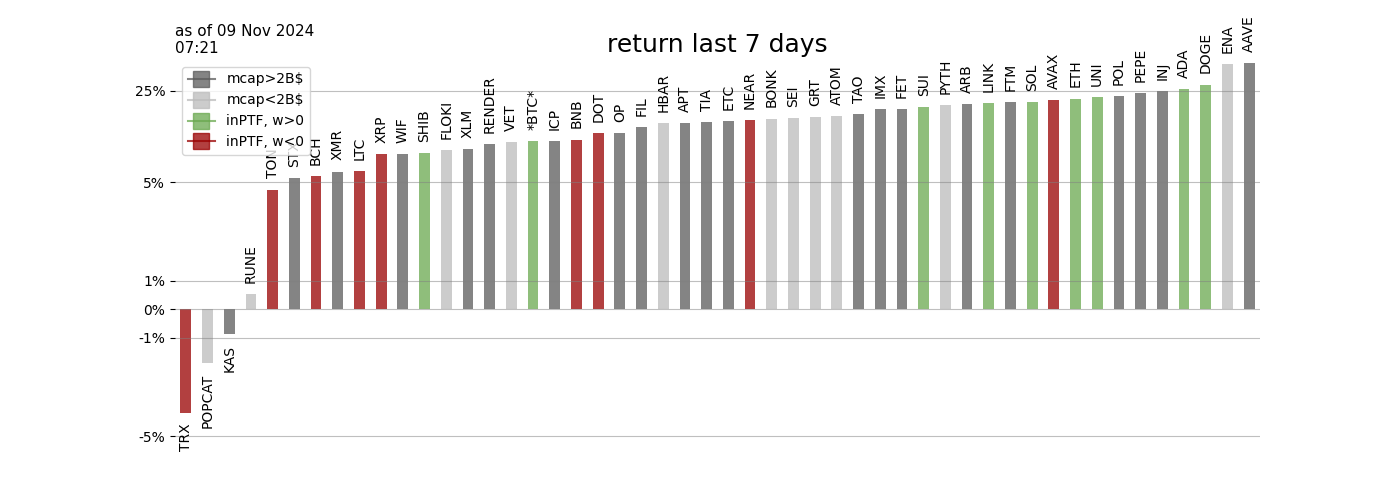 as of 09 Nov 2024
07:21
return last 7 days
mcap>2B$
mcap<2B$
inPTF, w>0
inPTF, w<0
25%
5%
1%
0%
-1%
-5%
TRX
POPCAT
KAS
RUNE
TON
STX
BCH
XMR
LTC
XRP
WIF
SHIB
FLOKI
XLM
RENDER
VET
*BTC*
ICP
BNB
DOT
OP
FIL
HBAR
APT
TIA
ETC
NEAR
BONK
SEI
GRT
ATOM
TAO
IMX
FET
SUI
PYTH
ARB
LINK
FTM
SOL
AVAX
ETH
UNI
POL
PEPE
INJ
ADA
DOGE
ENA
AAVE